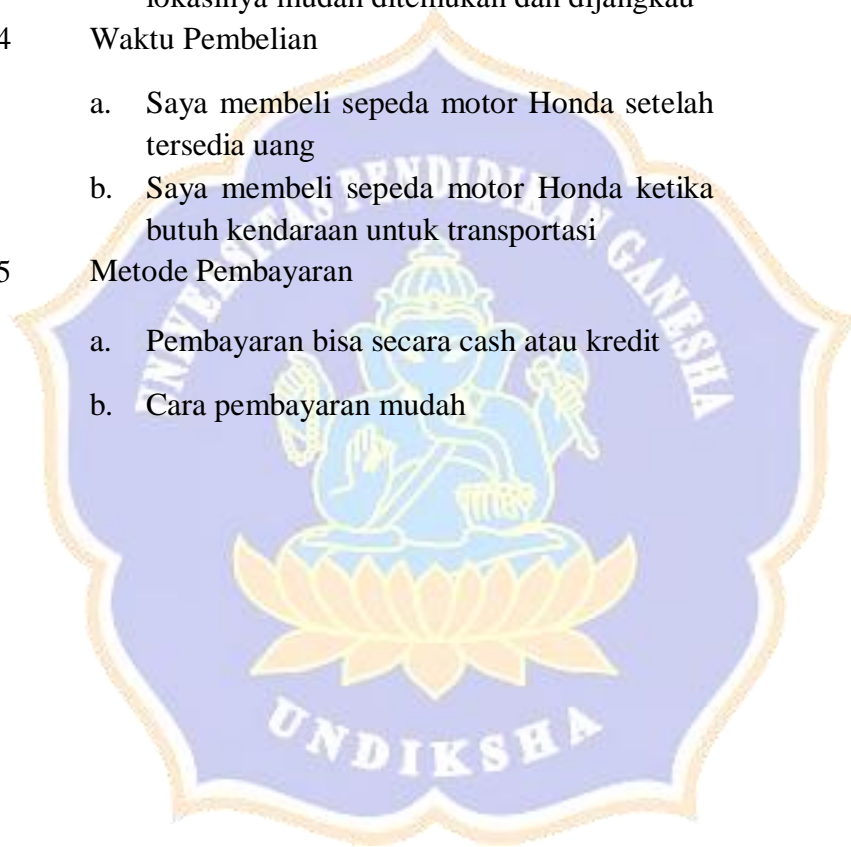 lokasinya mudah ditemukan dan dijangkau
4 Waktu Pembelian
a. Saya membeli sepeda motor Honda setelah
tersedia uang
b. Saya membeli sepeda motor Honda ketika
butuh kendaraan untuk transportasi
5 Metode Pembayaran
a. Pembayaran bisa secara cash atau kredit
b. Cara pembayaran mudah
UNIVERSITAS PENDIDIKAN GANESHA
UNDIKSHA